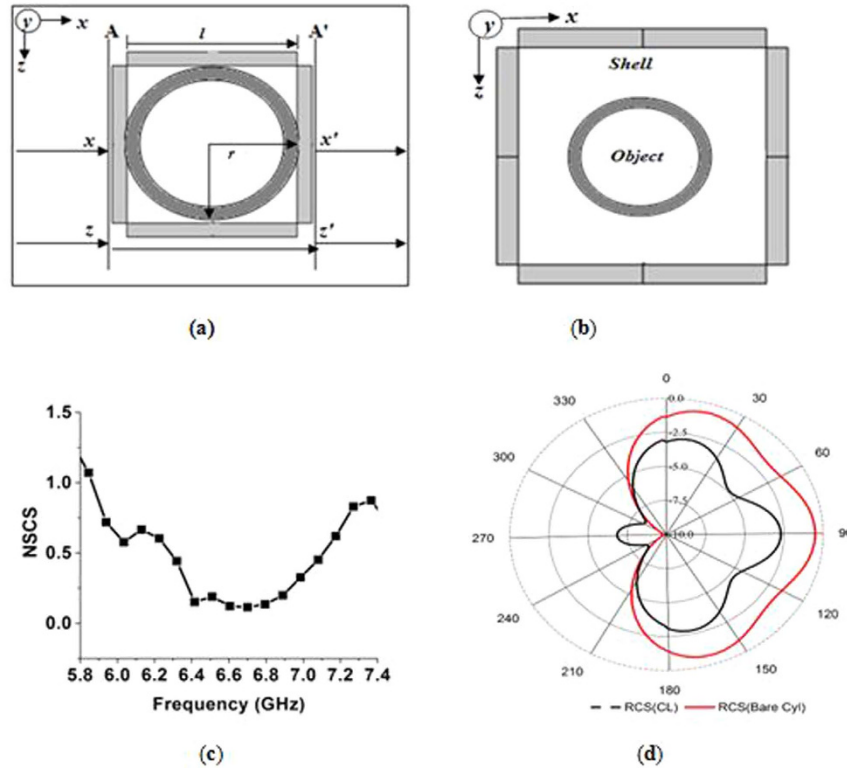 y x A l A'
z
x r x'
z z'
(a)
y x
z
Shell
Object
(b)
1.5
1.0
0.5
0.0
NSCS
5.8 6.0 6.2 6.4 6.6 6.8 7.0 7.2 7.4
Frequency (GHz)
(c)
0
330 0.0 30
-2.5
300 -5.0 60
-7.5
270 -10.0 90
240 120
210 150
180
RCS(CL) RCS(Bare Cyl)
(d)